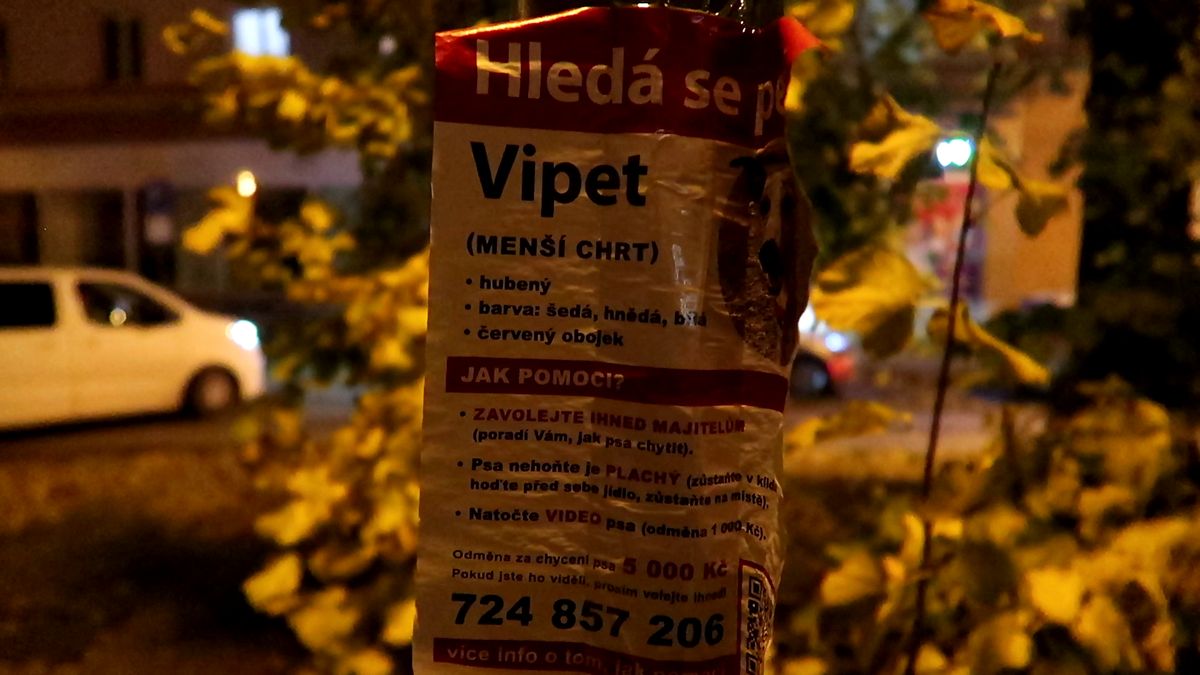 Hledá se pe
Vipet
(MENŠÍ CHRT)
• hubený
• barva: šedá, hnědá, bílá
• červený obojek
JAK POMOCI?
• ZAVOLEJTE IHNED MAJITELŮM
(poradí Vám, jak psa chytit).
• Psa nehoňte je PLACHÝ (zůstaňte v klidu
hoďte před sebe jídlo, zůstaňte na místě).
• Natočte VIDEO psa (odměna 1 000 Kč).
Odměna za chycení psa 5 000 Kč
Pokud jste ho viděli, prosím volejte ihned!
724 857 206
více info o tom, jak